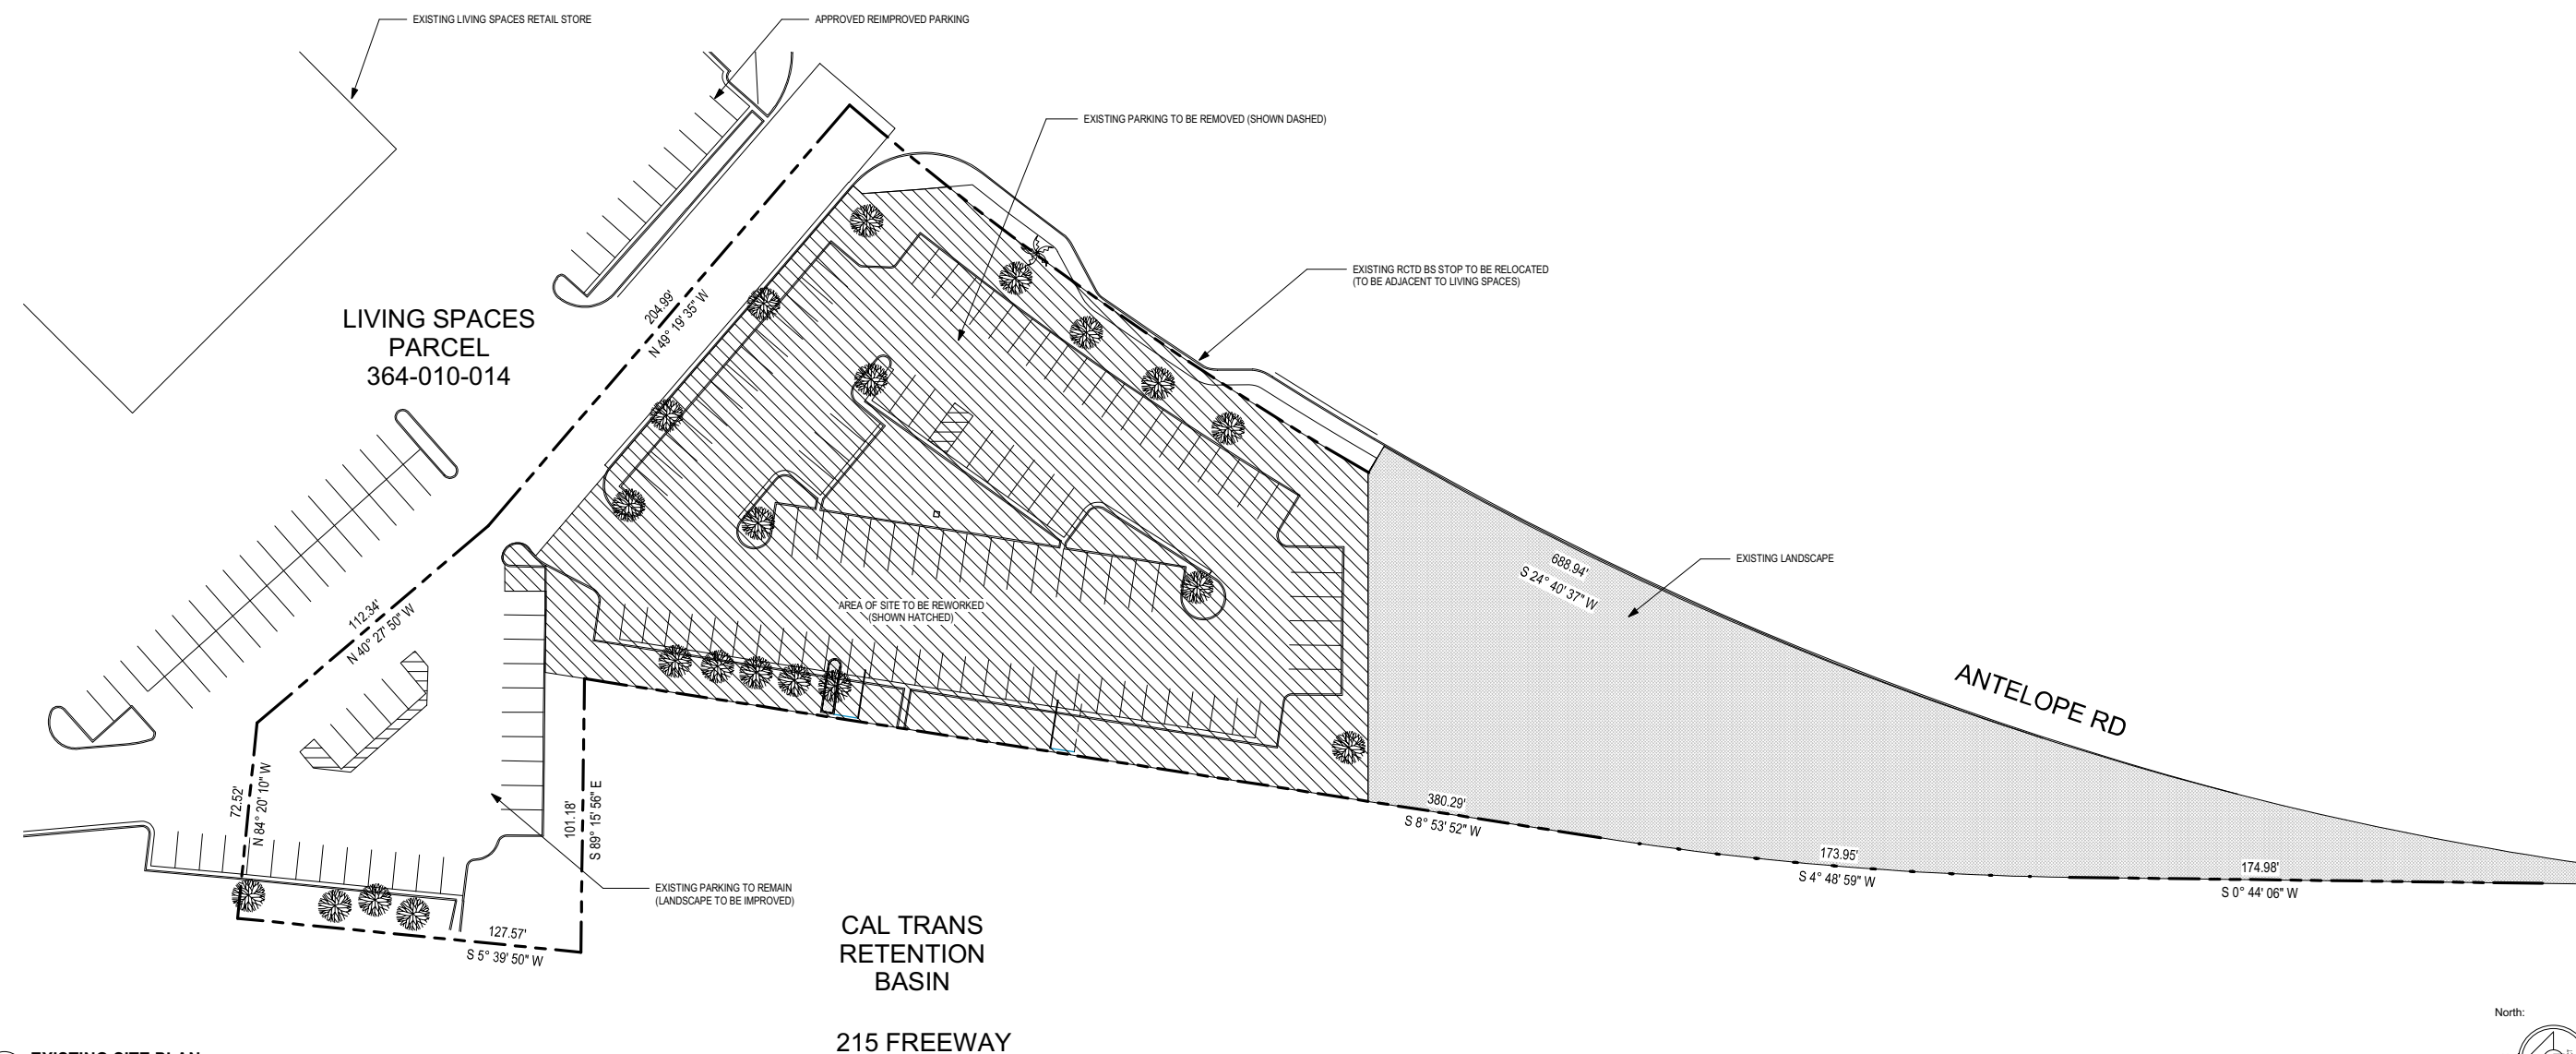 EXISTING LIVING SPACES RETAIL STORE
APPROVED REIMPROVED PARKING
EXISTING PARKING TO BE REMOVED (SHOWN DASHED)
EXISTING RCTD BS STOP TO BE RELOCATED
(TO BE ADJACENT TO LIVING SPACES)
204.99'
N 49° 19' 35" W
LIVING SPACES
PARCEL
364-010-014
EXISTING LANDSCAPE
688.94'
S 24° 40' 37" W
AREA OF SITE TO BE REWORKED
(SHOWN HATCHED)
112.34'
N 40° 27' 50" W
ANTELOPE RD
72.52'
N 84° 20' 10" W
101.18'
S 89° 15' 56" E
380.29'
S 8° 53' 52" W
173.95'
S 4° 48' 59" W
174.98'
S 0° 44' 06" W
EXISTING PARKING TO REMAIN
(LANDSCAPE TO BE IMPROVED)
127.57'
S 5° 39' 50" W
CAL TRANS
RETENTION
BASIN
215 FREEWAY
North:
EXISTING SITE PLAN